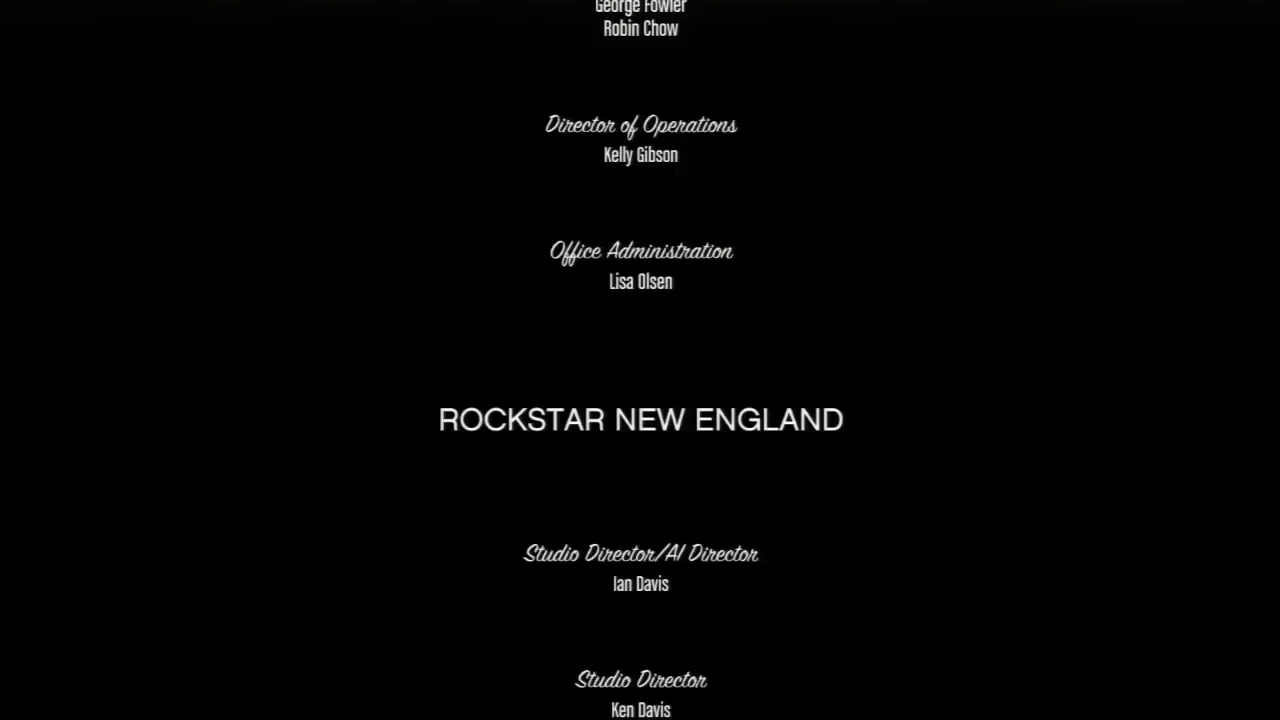 George Fowler
Robin Chow
Director of Operations
Kelly Gibson
Office Administration
Lisa Olsen
ROCKSTAR NEW ENGLAND
Studio Director/AI Director
Ian Davis
Studio Director
Ken Davis